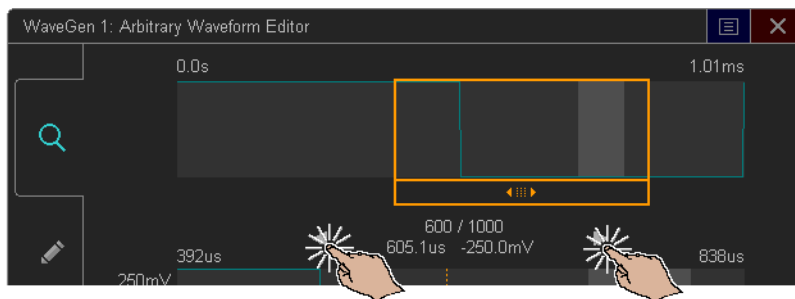 WaveGen 1: Arbitrary Waveform Editor
0.0s 1.01ms
600 / 1000
605.1us -250.0mV
392us 838us
250mV